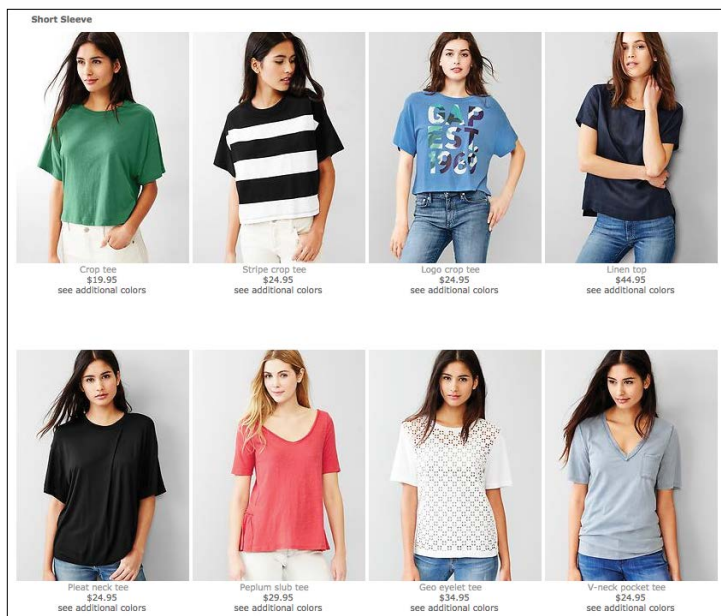 Short Sleeve
GAP
EST
1969
Crop tee
$19.95
see additional colors
Stripe crop tee
$24.95
see additional colors
Logo crop tee
$24.95
see additional colors
Linen top
$44.95
see additional colors
Pleat neck tee
$24.95
see additional colors
Peplum slub tee
$29.95
see additional colors
Geo eyelet tee
$34.95
see additional colors
V-neck pocket tee
$24.95
see additional colors